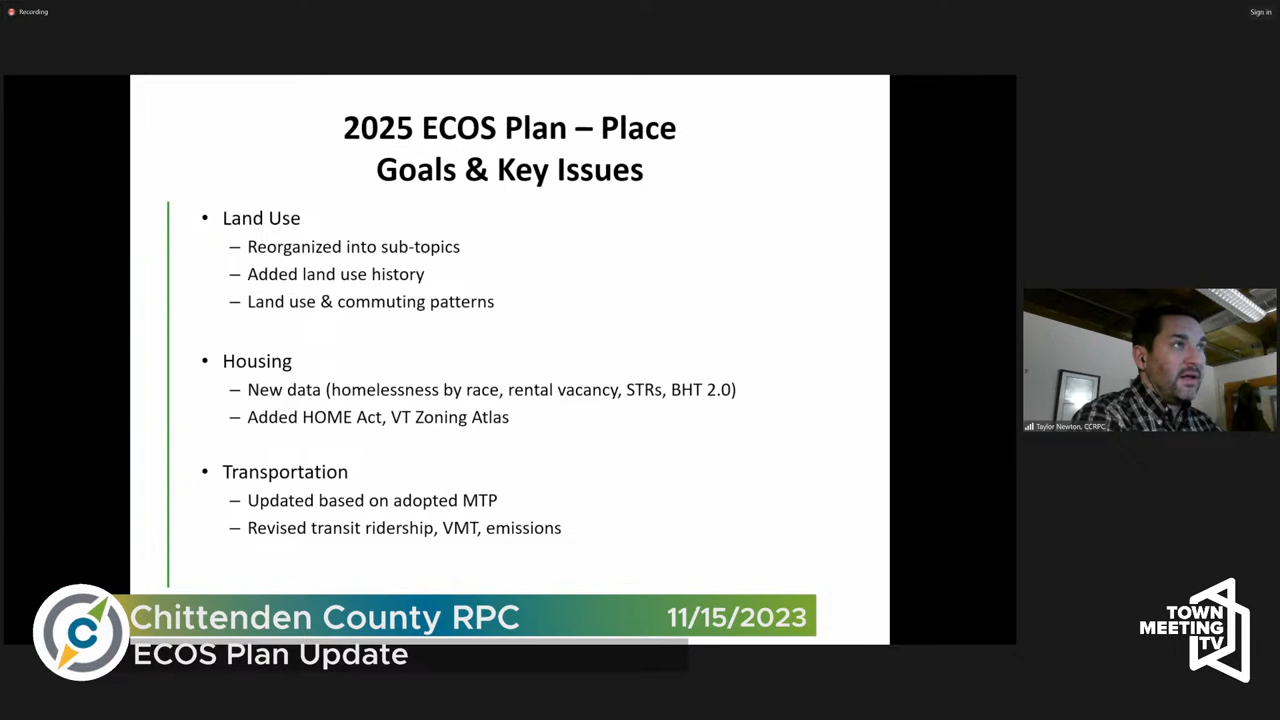 Recording
Sign in
2025 ECOS Plan – Place
Goals & Key Issues
• Land Use
– Reorganized into sub-topics
– Added land use history
– Land use & commuting patterns
• Housing
– New data (homelessness by race, rental vacancy, STRs, BHT 2.0)
– Added HOME Act, VT Zoning Atlas
• Transportation
– Updated based on adopted MTP
– Revised transit ridership, VMT, emissions
Taylor Newton, CCRPC
C
Chittenden County RPC
11/15/2023
ECOS Plan Update
TOWN
MEETING
TV